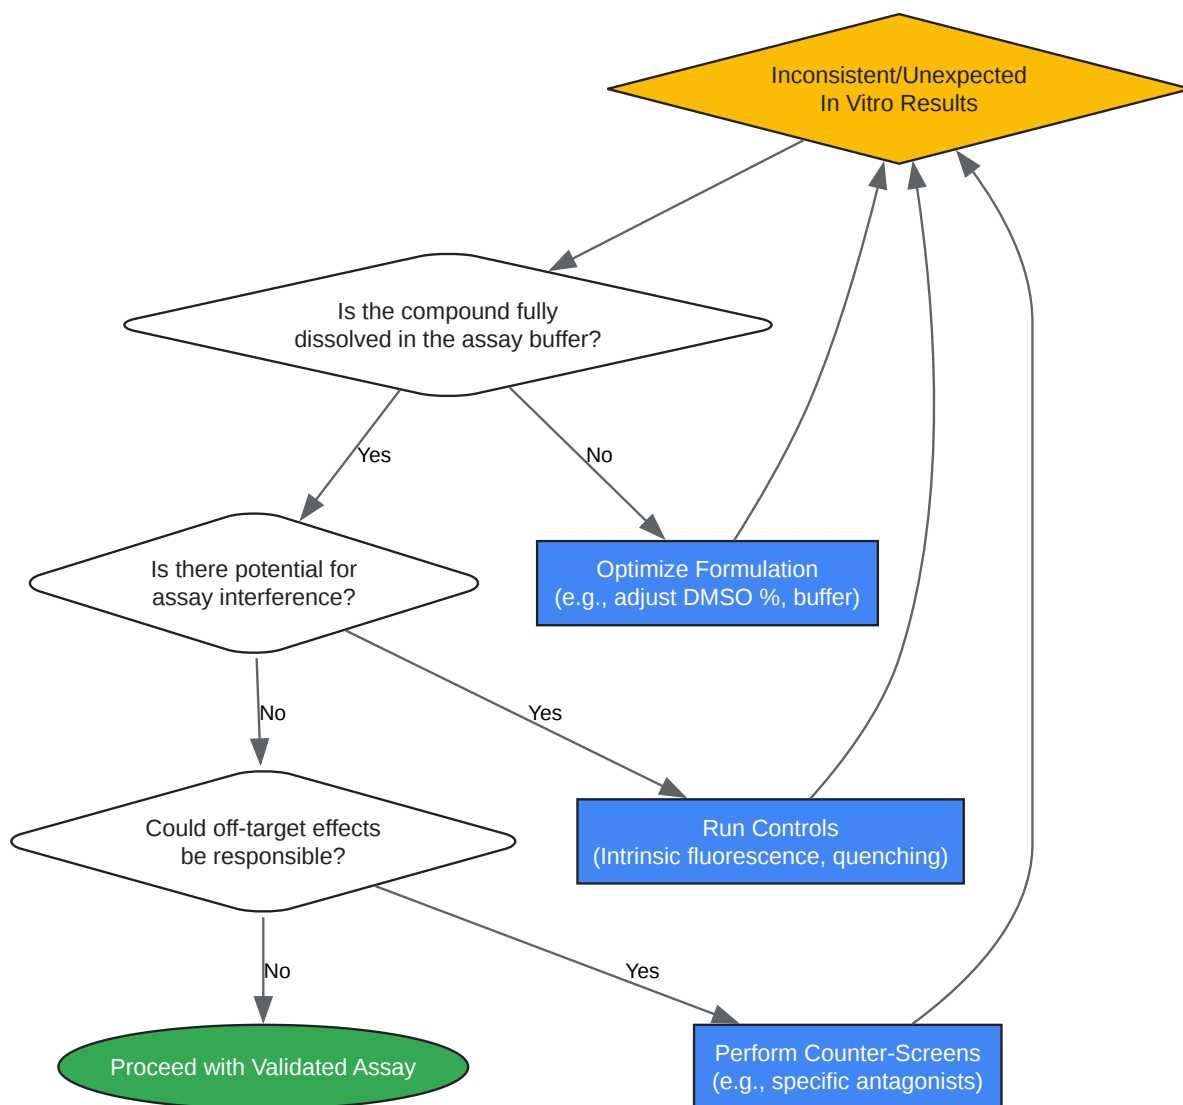 Inconsistent/Unexpected
In Vitro Results
Is the compound fully
dissolved in the assay buffer?
Yes
No
Is there potential for
assay interference?
Optimize Formulation
(e.g., adjust DMSO %, buffer)
No
Yes
Could off-target effects
be responsible?
Run Controls
(Intrinsic fluorescence, quenching)
No
Yes
Proceed with Validated Assay
Perform Counter-Screens
(e.g., specific antagonists)